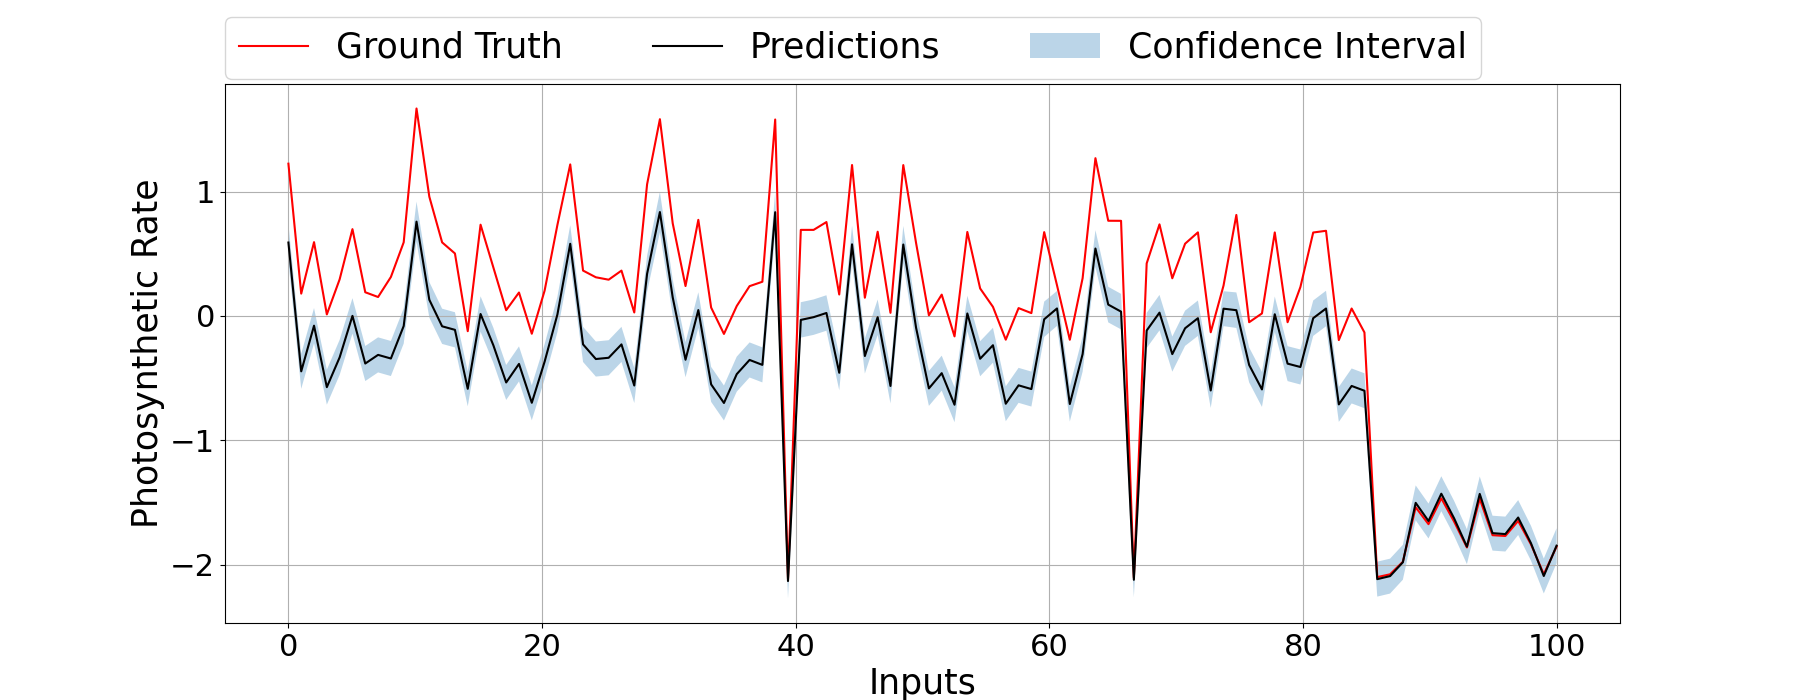 Ground Truth Predictions Confidence Interval
Photosynthetic Rate
1
0
−1
−2
0 20 40 60 80 100
Inputs